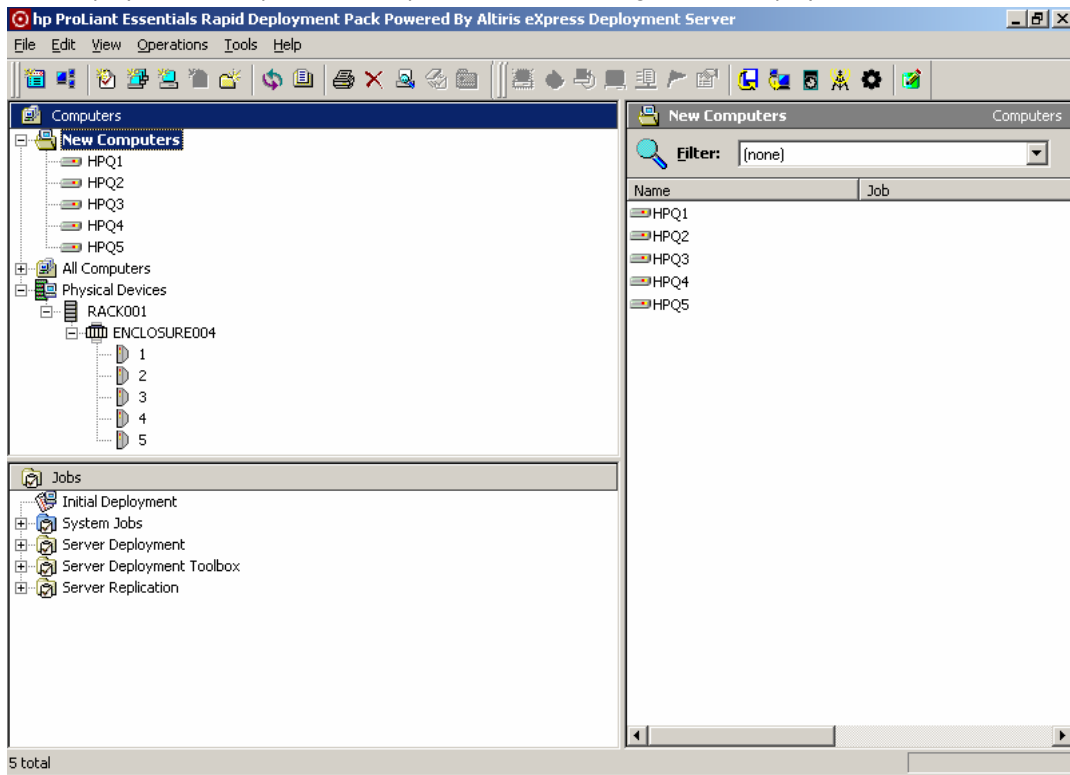 hp ProLiant Essentials Rapid Deployment Pack Powered By Altiris eXpress Deployment Server
File Edit View Operations Tools Help
Computers
New Computers
HPQ1
HPQ2
HPQ3
HPQ4
HPQ5
All Computers
Physical Devices
RACK001
ENCLOSURE004
1
2
3
4
5
Jobs
Initial Deployment
System Jobs
Server Deployment
Server Deployment Toolbox
Server Replication
New Computers Computers
Filter: (none)
Name Job
HPQ1
HPQ2
HPQ3
HPQ4
HPQ5
5 total